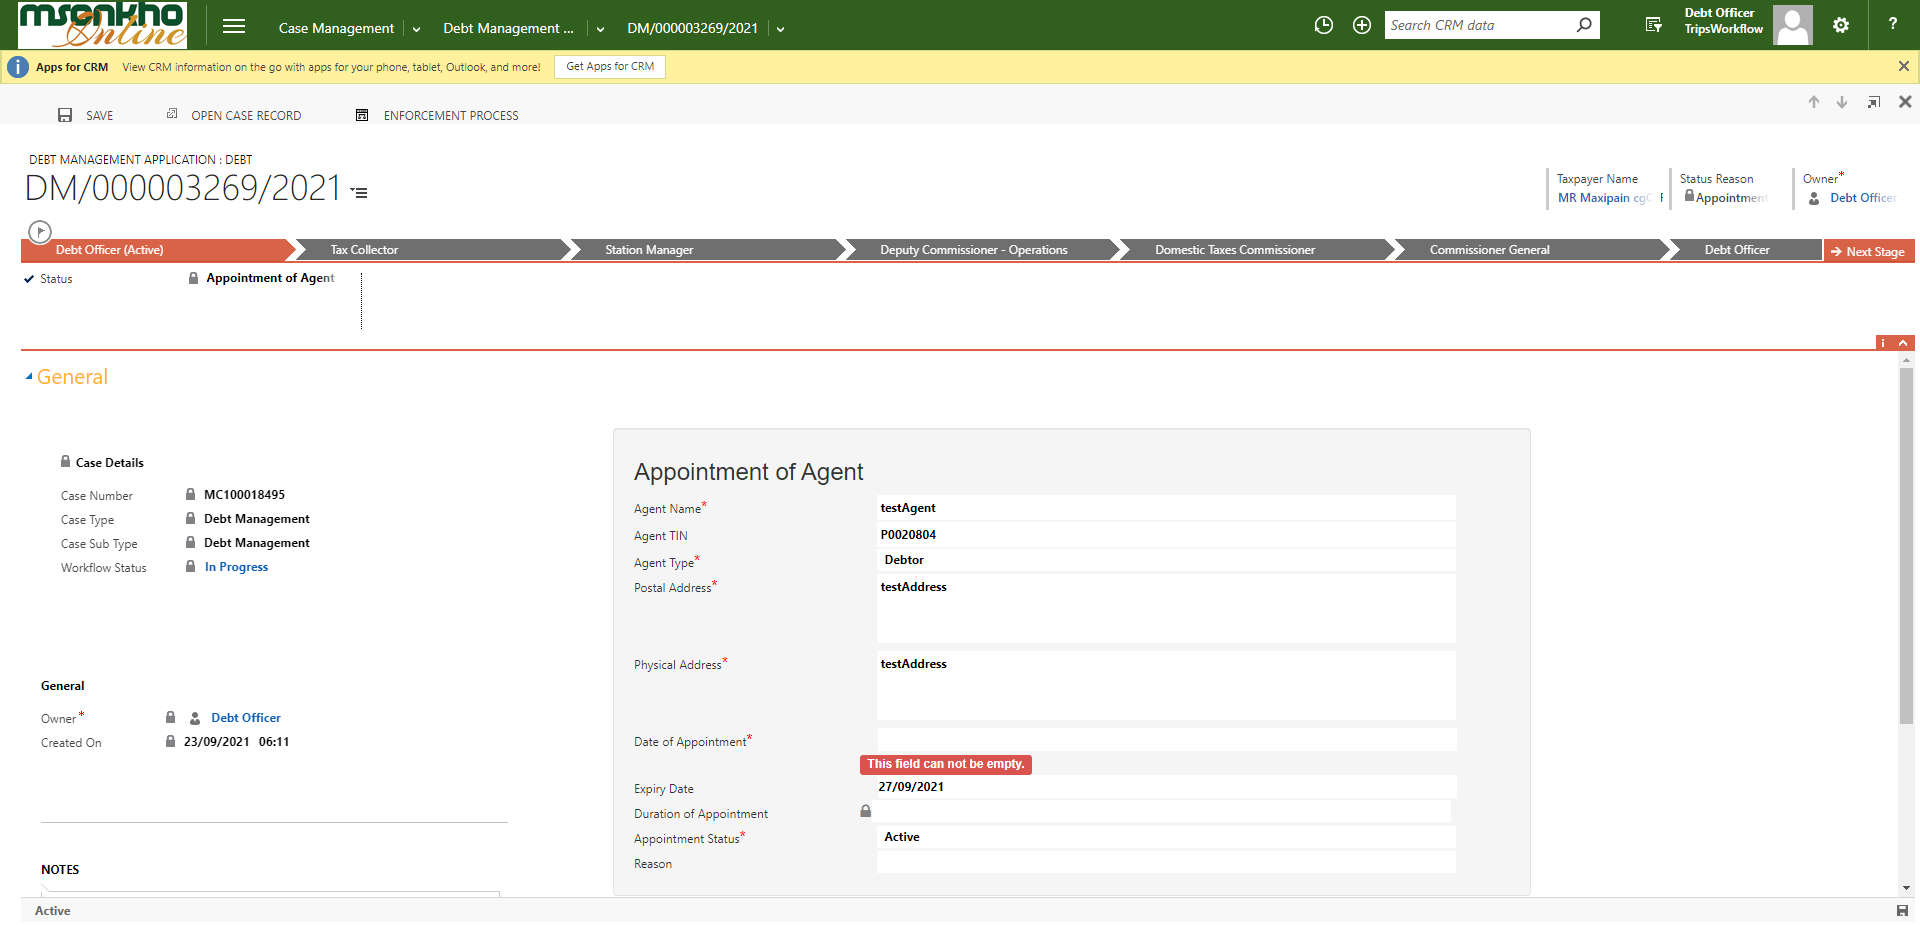 msonkho
Online
Case Management
Debt Management ...
DM/000003269/2021
Search CRM data
Debt Officer
TripsWorkflow
?
i
Apps for CRM View CRM information on the go with apps for your phone, tablet, Outlook, and more! Get Apps for CRM
SAVE
OPEN CASE RECORD
ENFORCEMENT PROCESS
DEBT MANAGEMENT APPLICATION : DEBT
DM/000003269/2021
Taxpayer Name
MR Maxipain
Status Reason
Appointment
Owner*
Debt Officer
Debt Officer (Active)
Tax Collector
Station Manager
Deputy Commissioner - Operations
Domestic Taxes Commissioner
Commissioner General
Debt Officer
Next Stage
Status Appointment of Agent
i
General
Case Details
Case Number MC100018495
Case Type Debt Management
Case Sub Type Debt Management
Workflow Status In Progress
General
Owner* Debt Officer
Created On 23/09/2021 06:11
NOTES
Appointment of Agent
Agent Name* testAgent
Agent TIN P0020804
Agent Type* Debtor
Postal Address* testAddress
Physical Address* testAddress
Date of Appointment*
This field can not be empty.
Expiry Date 27/09/2021
Duration of Appointment
Appointment Status* Active
Reason
Active